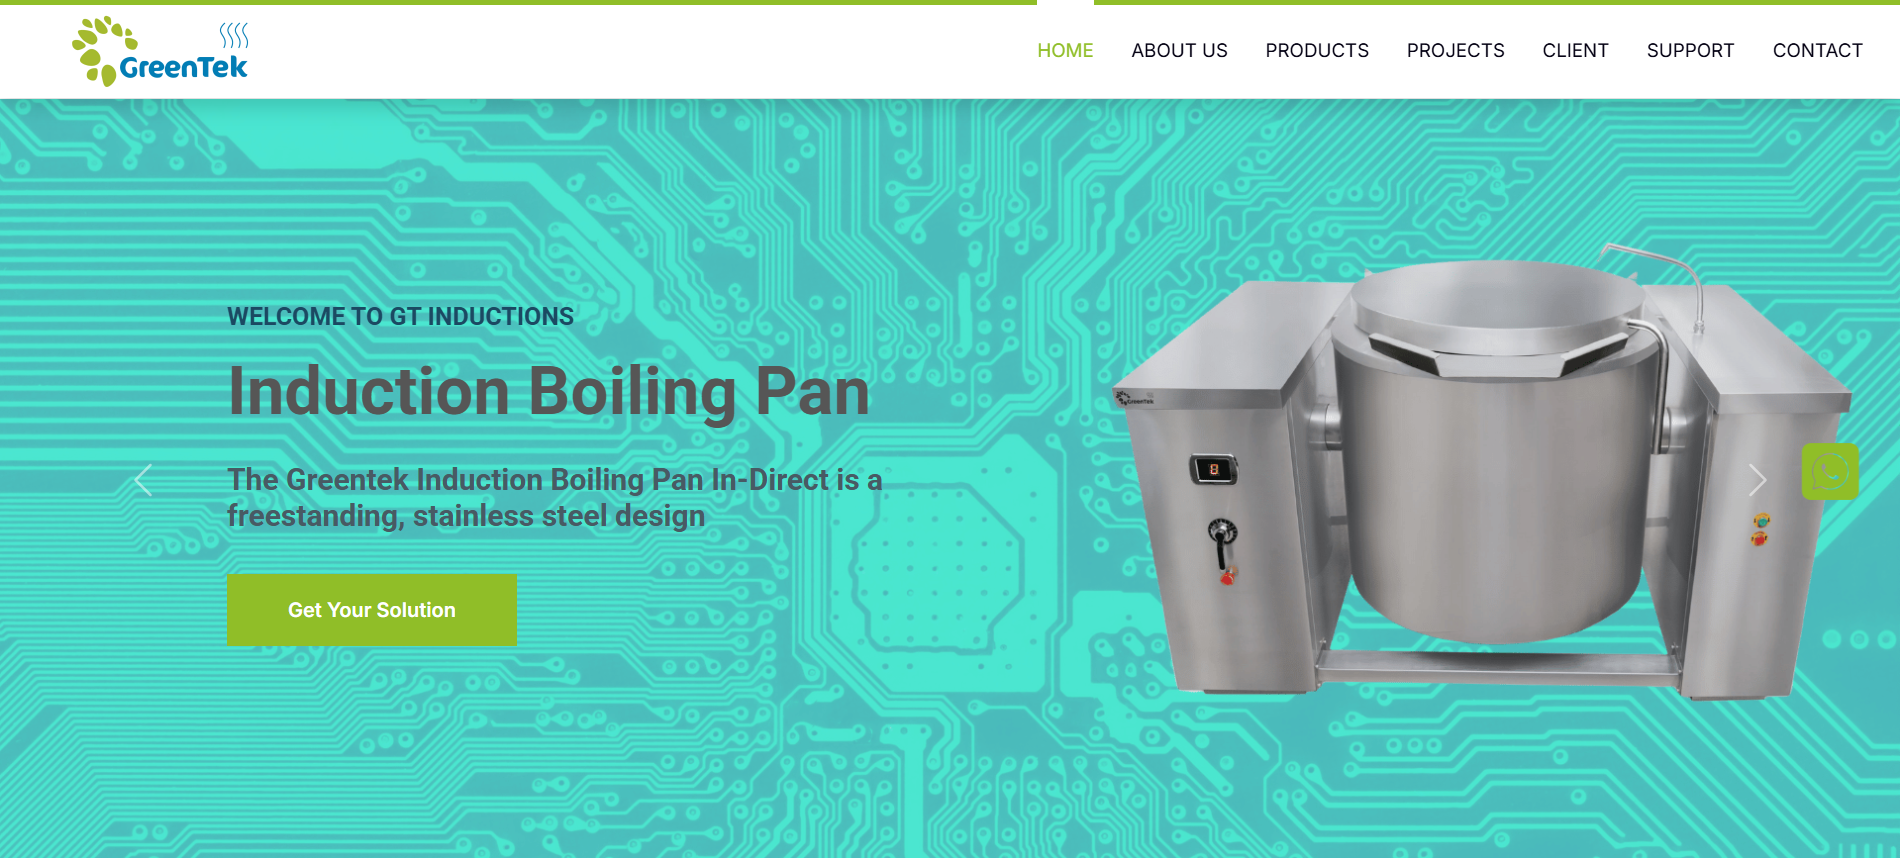 GreenTek
HOME ABOUT US PRODUCTS PROJECTS CLIENT SUPPORT CONTACT
WELCOME TO GT INDUCTIONS
Induction Boiling Pan
The Greentek Induction Boiling Pan In-Direct is a
freestanding, stainless steel design
Get Your Solution
GreenTek